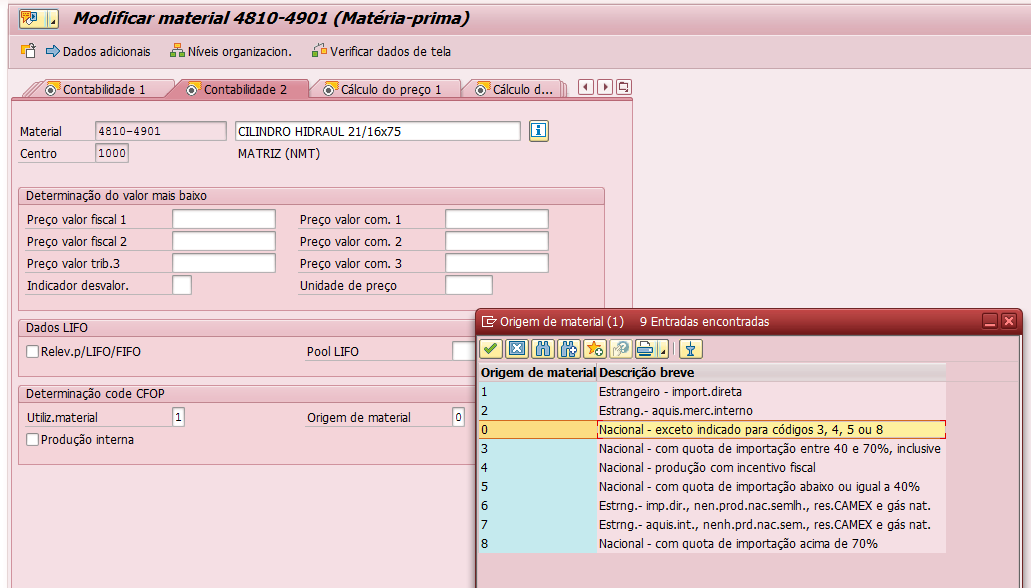 Modificar material 4810-4901 (Matéria-prima)
Dados adicionais Níveis organizacion. Verificar dados de tela
Contabilidade 1 Contabilidade 2 Cálculo do preço 1 Cálculo d...
Material 4810-4901 CILINDRO HIDRAUL 21/16x75
Centro 1000 MATRIZ (NMT)
Determinação do valor mais baixo
Preço valor fiscal 1 Preço valor com. 1
Preço valor fiscal 2 Preço valor com. 2
Preço valor trib.3 Preço valor com. 3
Indicador desvalor. Unidade de preço
Dados LIFO
Relev.p/LIFO/FIFO Pool LIFO
Determinação code CFOP
Utiliz.material 1 Origem de material 0
Produção interna
Origem de material (1) 9 Entradas encontradas
Origem de material Descrição breve
1 Estrangeiro - import.direta
2 Estrang.- aquis.merc.interno
0 Nacional - exceto indicado para códigos 3, 4, 5 ou 8
3 Nacional - com quota de importação entre 40 e 70%, inclusive
4 Nacional - produção com incentivo fiscal
5 Nacional - com quota de importação abaixo ou igual a 40%
6 Estrng.- imp.dir., nen.prod.nac.semlh., res.CAMEX e gás nat.
7 Estrng.- aquis.int., nenh.prd.nac.sem., res.CAMEX e gás nat.
8 Nacional - com quota de importação acima de 70%